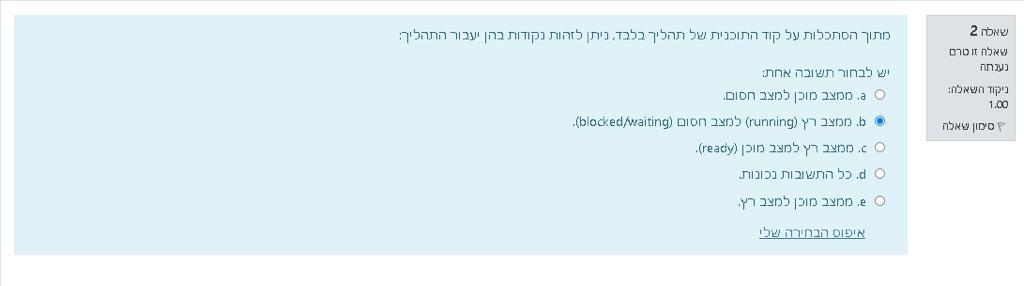 שאלה 2
שאלה זו טרם
נענתה
ניקוד השאלה:
1.00
סימון שאלה
מתוך הסתכלות על קוד התוכנית של תהליך בלבד, ניתן לזהות נקודות בהן יעבור התהליך:
יש לבחור תשובה אחת:
a. ממצב מוכן למצב חסום.
b. ממצב רץ (running) למצב חסום (blocked/waiting).
c. ממצב רץ למצב מוכן (ready).
d. כל התשובות נכונות.
e. ממצב מוכן למצב רץ.
איפוס הבחירה שלי